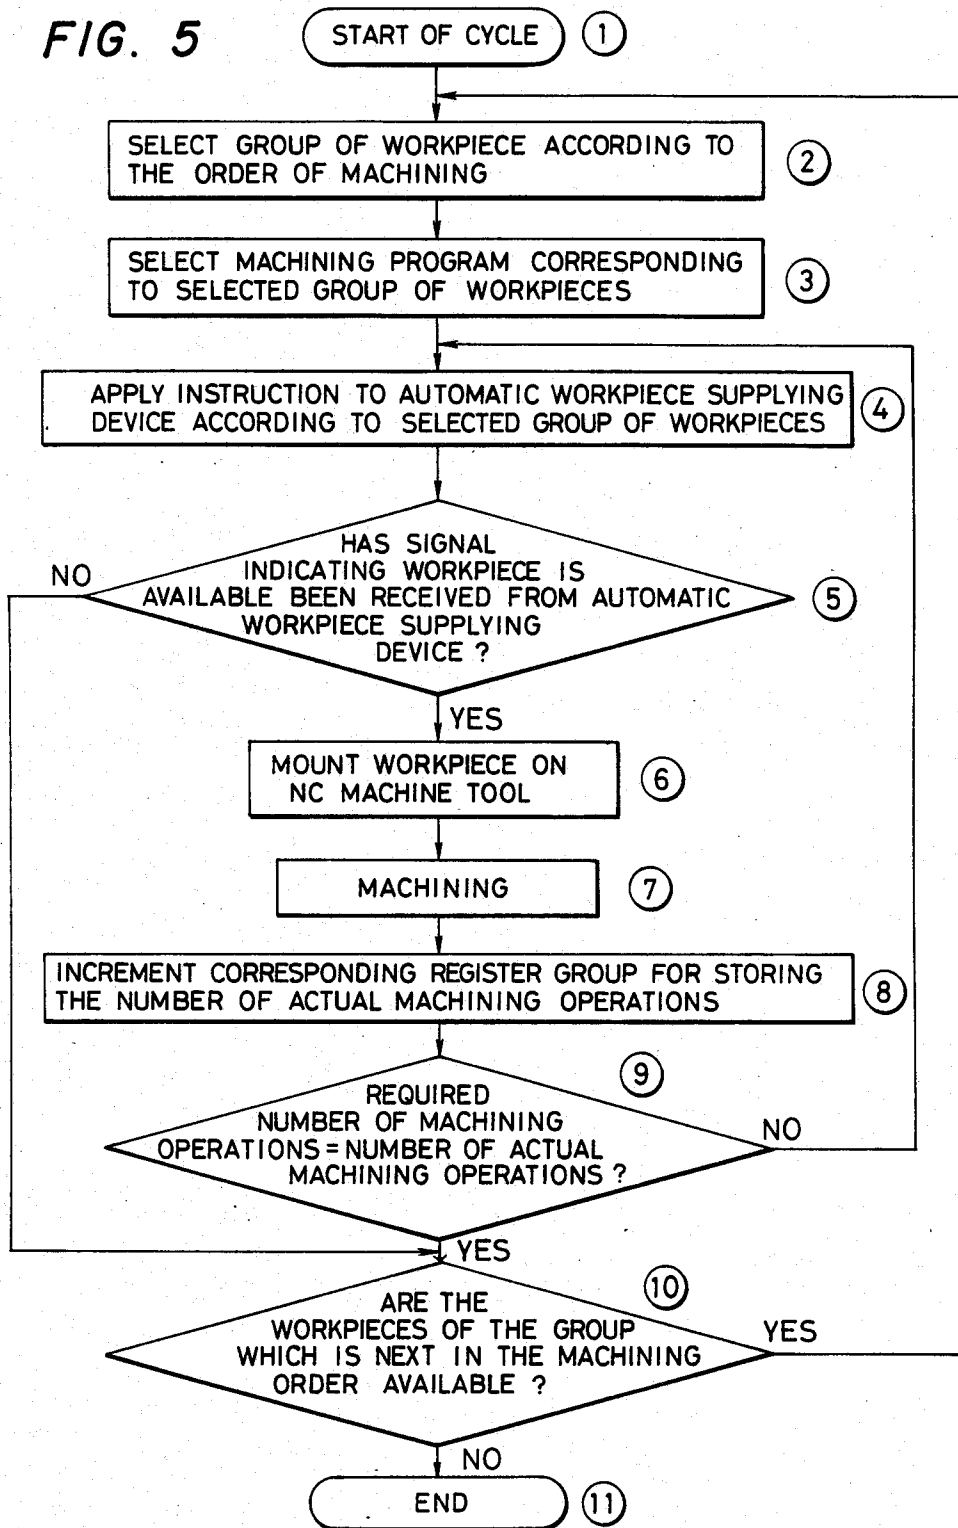 FIG. 5
START OF CYCLE
1
SELECT GROUP OF WORKPIECE ACCORDING TO
THE ORDER OF MACHINING
2
SELECT MACHINING PROGRAM CORRESPONDING
TO SELECTED GROUP OF WORKPIECES
3
APPLY INSTRUCTION TO AUTOMATIC WORKPIECE SUPPLYING
DEVICE ACCORDING TO SELECTED GROUP OF WORKPIECES
4
HAS SIGNAL
INDICATING WORKPIECE IS
AVAILABLE BEEN RECEIVED FROM AUTOMATIC
WORKPIECE SUPPLYING
DEVICE ?
NO
5
YES
MOUNT WORKPIECE ON
NC MACHINE TOOL
6
MACHINING
7
INCREMENT CORRESPONDING REGISTER GROUP FOR STORING
THE NUMBER OF ACTUAL MACHINING OPERATIONS
8
9
REQUIRED
NUMBER OF MACHINING
OPERATIONS = NUMBER OF ACTUAL
MACHINING OPERATIONS ?
NO
YES
10
ARE THE
WORKPIECES OF THE GROUP
WHICH IS NEXT IN THE MACHINING
ORDER AVAILABLE ?
YES
NO
END
11